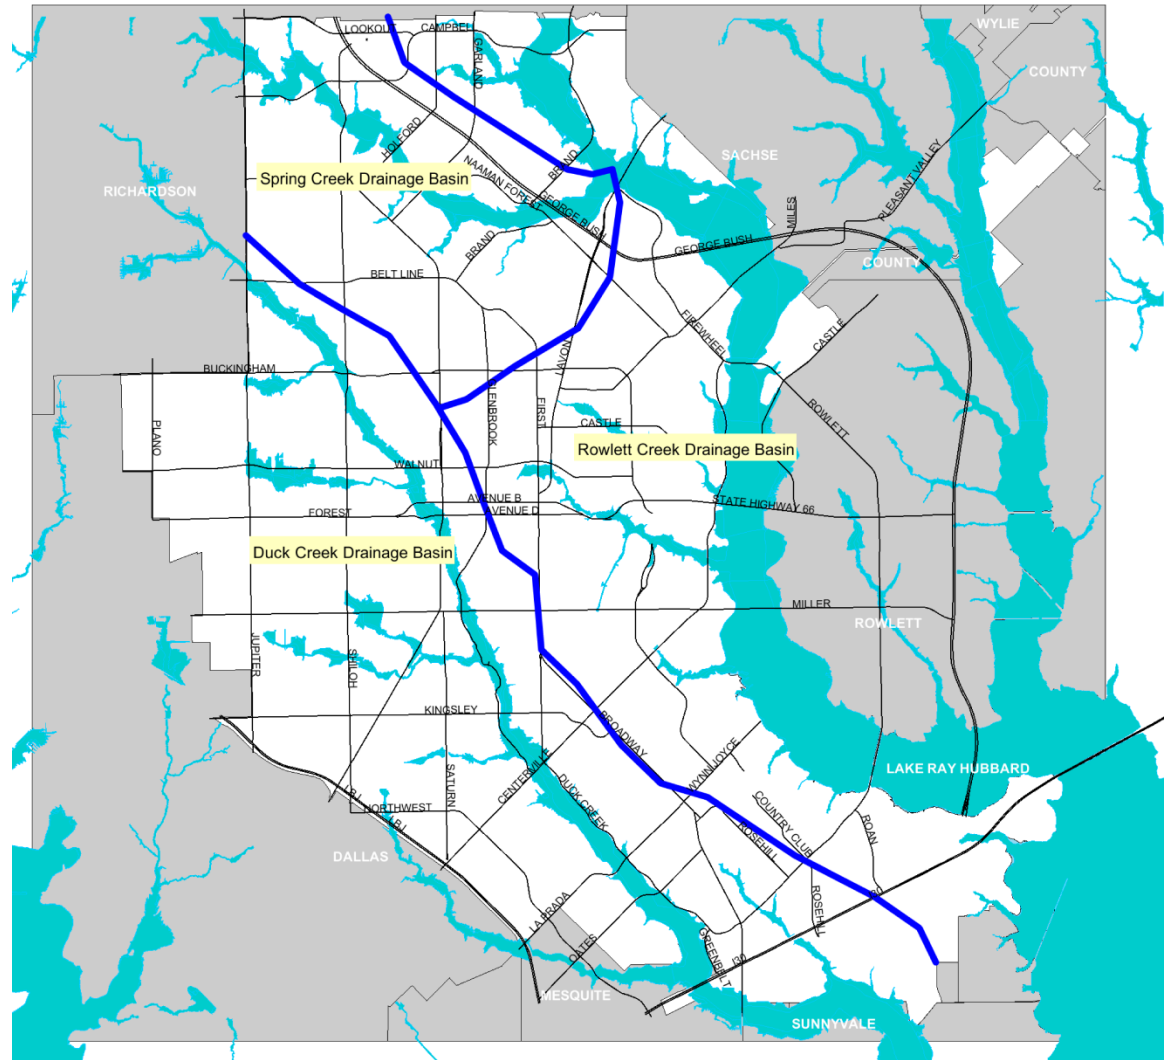 WYLIE
LOOKOUT
CAMPBELL
GARLAND
COUNTY
HOLFORD
SACHSE
BRAND
NAAMAN FOREST
PLEASANT VALLEY
RICHARDSON
Spring Creek Drainage Basin
GEORGE BUSH
MILES
BRAND
GEORGE BUSH
COUNTY
BELT LINE
FIREWHEEL
CASTLE
LAVON
BUCKINGHAM
GLENBROOK
FIRST
ROWLETT
PLANO
CASTLE
Rowlett Creek Drainage Basin
WALNUT
AVENUE B
STATE HIGHWAY 66
FOREST
AVENUE D
Duck Creek Drainage Basin
MILLER
ROWLETT
JUPITER
SHILOH
KINGSLEY
BROADWAY
WYNN JOYCE
LAKE RAY HUBBARD
SATURN
CENTERVILLE
DUCK CREEK
LBJ
NORTHWEST
LBJ
COUNTRY CLUB
ROAN
ROSEHILL
DALLAS
I30
ROSEHILL
LA PRADA
OATES
GREENBELT
I30
MESQUITE
SUNNYVALE